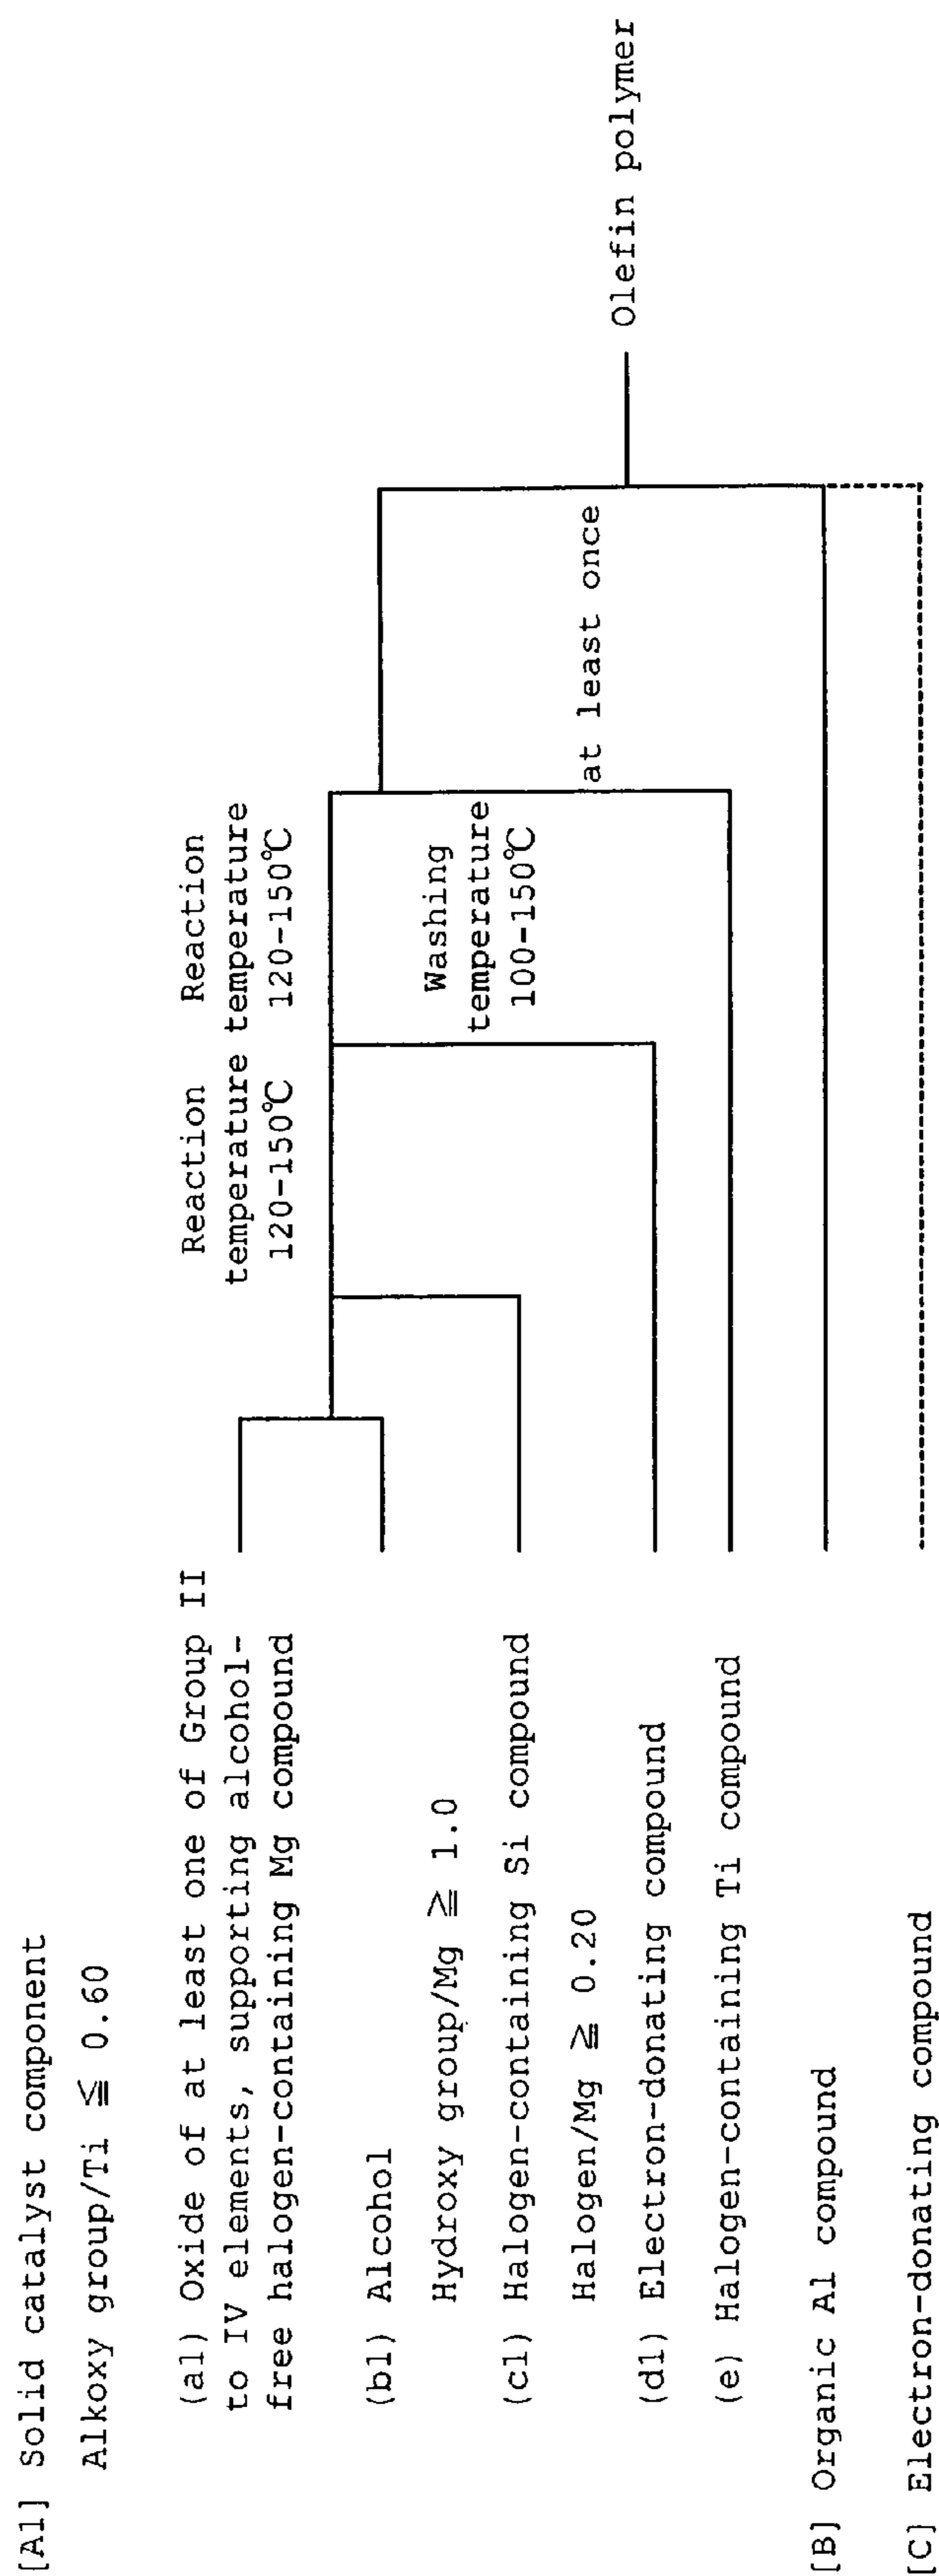 [A1] Solid catalyst component
Alkoxy group/Ti ≦ 0.60
(a1) Oxide of at least one of Group II
to IV elements, supporting alcohol-
free halogen-containing Mg compound
(b1) Alcohol
Hydroxy group/Mg ≧ 1.0
(c1) Halogen-containing Si compound
Halogen/Mg ≧ 0.20
(d1) Electron-donating compound
(e) Halogen-containing Ti compound
[B] Organic Al compound
[C] Electron-donating compound
Reaction
temperature
120-150℃
Reaction
temperature
120-150℃
Washing
temperature
100-150℃
at least once
Olefin polymer